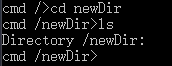 cmd />cd newDir
cmd /newDir>ls
Directory /newDir:
cmd /newDir>